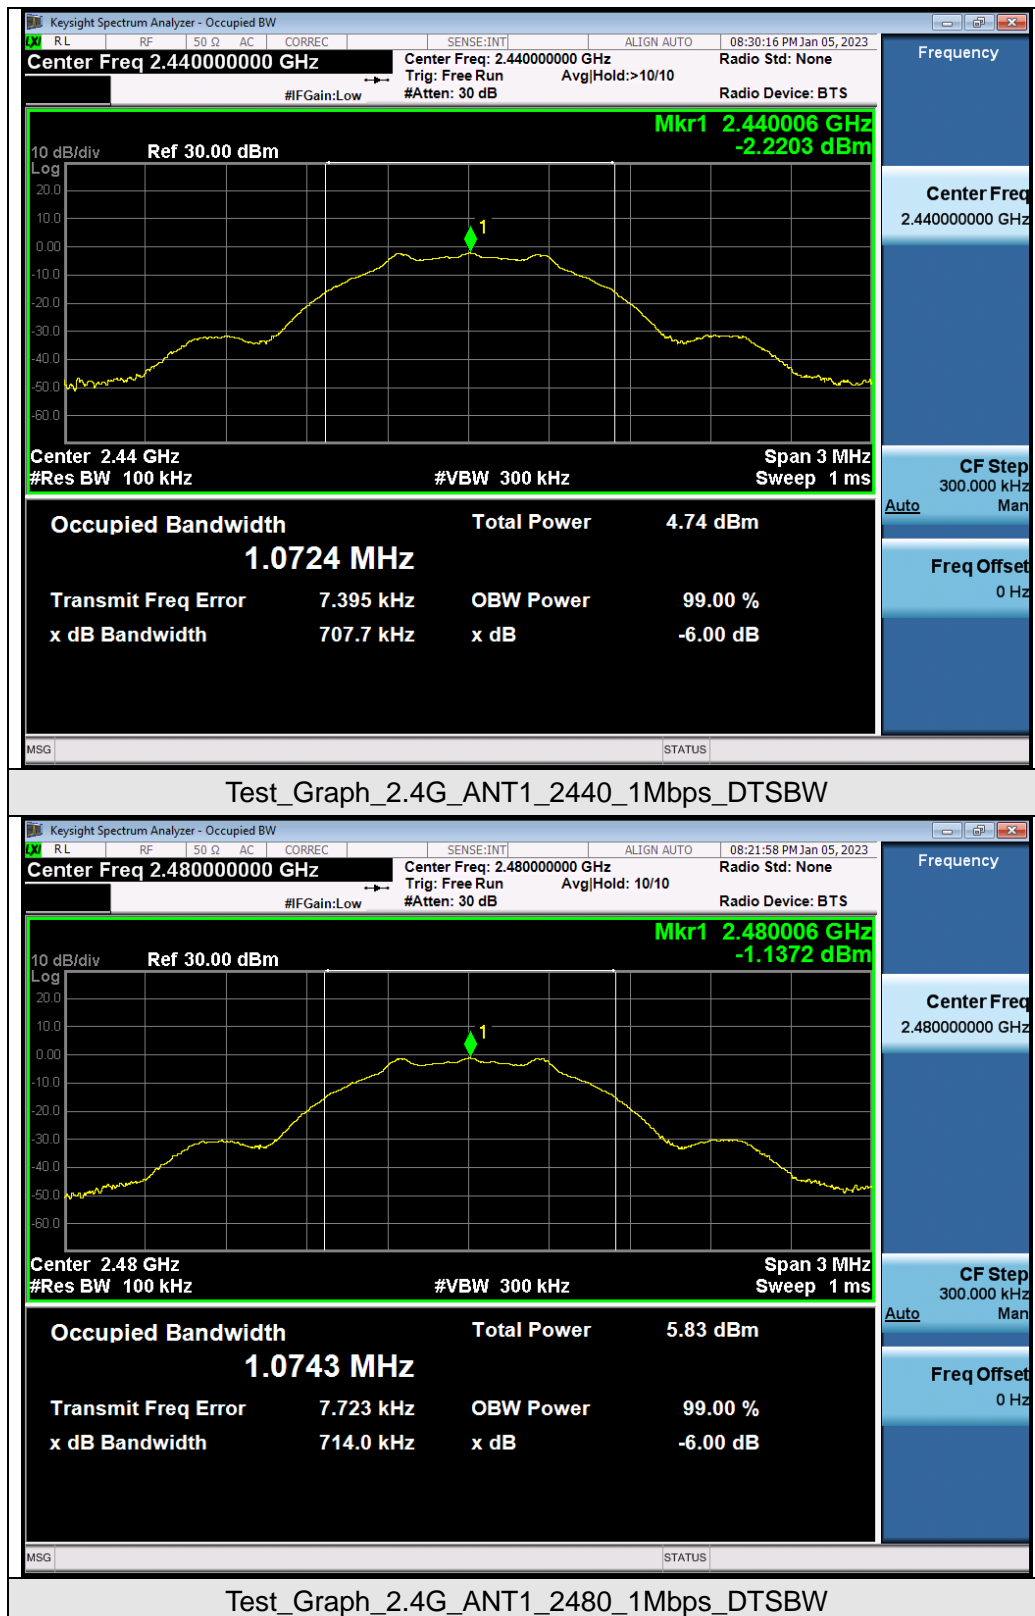 Keysight Spectrum Analyzer - Occupied BW
LXI RL RF 50 Ω AC CORREC SENSE:INT ALIGN AUTO 08:30:16 PM Jan 05, 2023
Center Freq 2.440000000 GHz
Center Freq: 2.440000000 GHz
Radio Std: None
Trig: Free Run Avg|Hold:>10/10
#IFGain:Low
#Atten: 30 dB
Radio Device: BTS
Frequency
Mkr1 2.440006 GHz
-2.2203 dBm
10 dB/div Ref 30.00 dBm
Log
20.0
10.0
0.00
-10.0
-20.0
-30.0
-40.0
-50.0
-60.0
1
Center 2.44 GHz
Span 3 MHz
#Res BW 100 kHz
#VBW 300 kHz
Sweep 1 ms
Center Freq
2.440000000 GHz
CF Step
300.000 kHz
Auto Man
Freq Offset
0 Hz
Occupied Bandwidth
Total Power 4.74 dBm
1.0724 MHz
Transmit Freq Error 7.395 kHz OBW Power 99.00 %
x dB Bandwidth 707.7 kHz x dB -6.00 dB
MSG STATUS
Test_Graph_2.4G_ANT1_2440_1Mbps_DTSBW
Keysight Spectrum Analyzer - Occupied BW
LXI RL RF 50 Ω AC CORREC SENSE:INT ALIGN AUTO 08:21:58 PM Jan 05, 2023
Center Freq 2.480000000 GHz
Center Freq: 2.480000000 GHz
Radio Std: None
Trig: Free Run Avg|Hold: 10/10
#IFGain:Low
#Atten: 30 dB
Radio Device: BTS
Frequency
Mkr1 2.480006 GHz
-1.1372 dBm
10 dB/div Ref 30.00 dBm
Log
20.0
10.0
0.00
-10.0
-20.0
-30.0
-40.0
-50.0
-60.0
1
Center 2.48 GHz
Span 3 MHz
#Res BW 100 kHz
#VBW 300 kHz
Sweep 1 ms
Center Freq
2.480000000 GHz
CF Step
300.000 kHz
Auto Man
Freq Offset
0 Hz
Occupied Bandwidth
Total Power 5.83 dBm
1.0743 MHz
Transmit Freq Error 7.723 kHz OBW Power 99.00 %
x dB Bandwidth 714.0 kHz x dB -6.00 dB
MSG STATUS
Test_Graph_2.4G_ANT1_2480_1Mbps_DTSBW